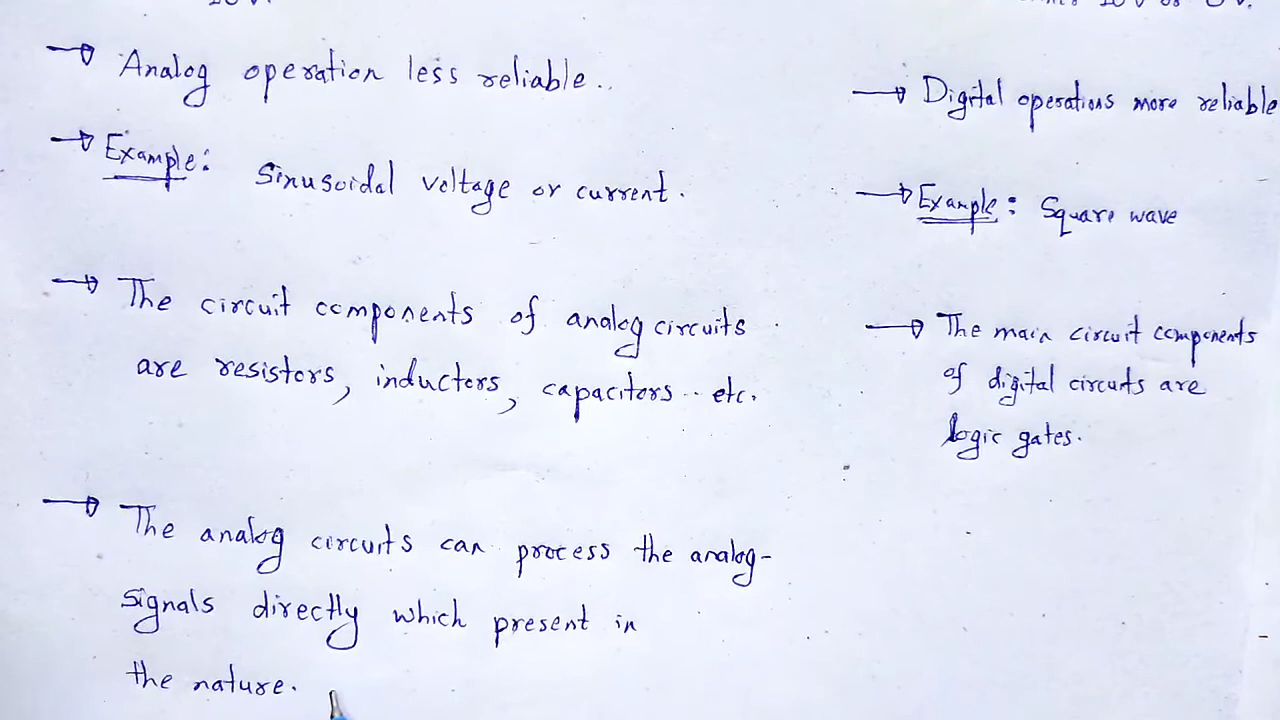 → Analog operation less reliable..
→ Example: Sinusoidal voltage or current.
→ The circuit components of analog circuits
are resistors, inductors, capacitors.. etc.
→ The analog circuits can process the analog-
signals directly which present in
the nature.
→ Digital operations more reliable
→ Example: Square wave
→ The main circuit components
of digital circuits are
logic gates.